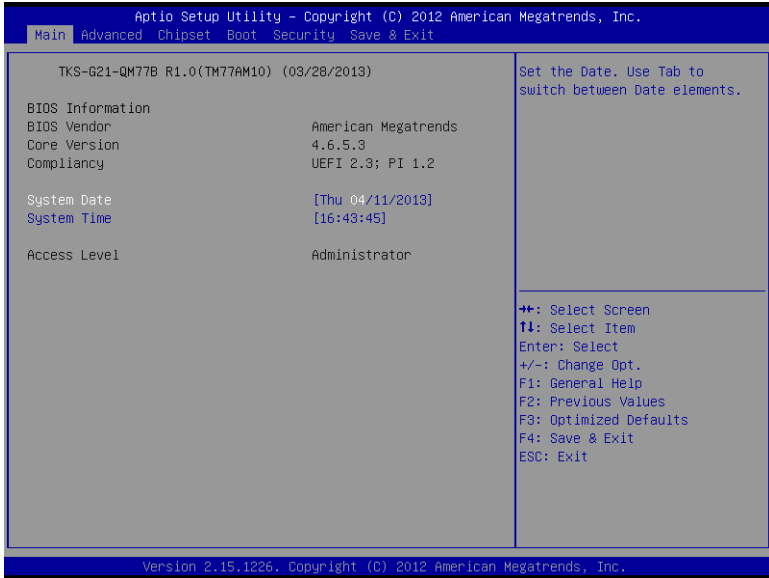 Aptio Setup Utility – Copyright (C) 2012 American Megatrends, Inc.
Main Advanced Chipset Boot Security Save & Exit
TKS-G21-QM77B R1.0(TM77AM10) (03/28/2013)
BIOS Information
BIOS Vendor American Megatrends
Core Version 4.6.5.3
Compliancy UEFI 2.3; PI 1.2
System Date [Thu 04/11/2013]
System Time [16:43:45]
Access Level Administrator
Set the Date. Use Tab to
switch between Date elements.
→←: Select Screen
↑↓: Select Item
Enter: Select
+/-: Change Opt.
F1: General Help
F2: Previous Values
F3: Optimized Defaults
F4: Save & Exit
ESC: Exit
Version 2.15.1226. Copyright (C) 2012 American Megatrends, Inc.